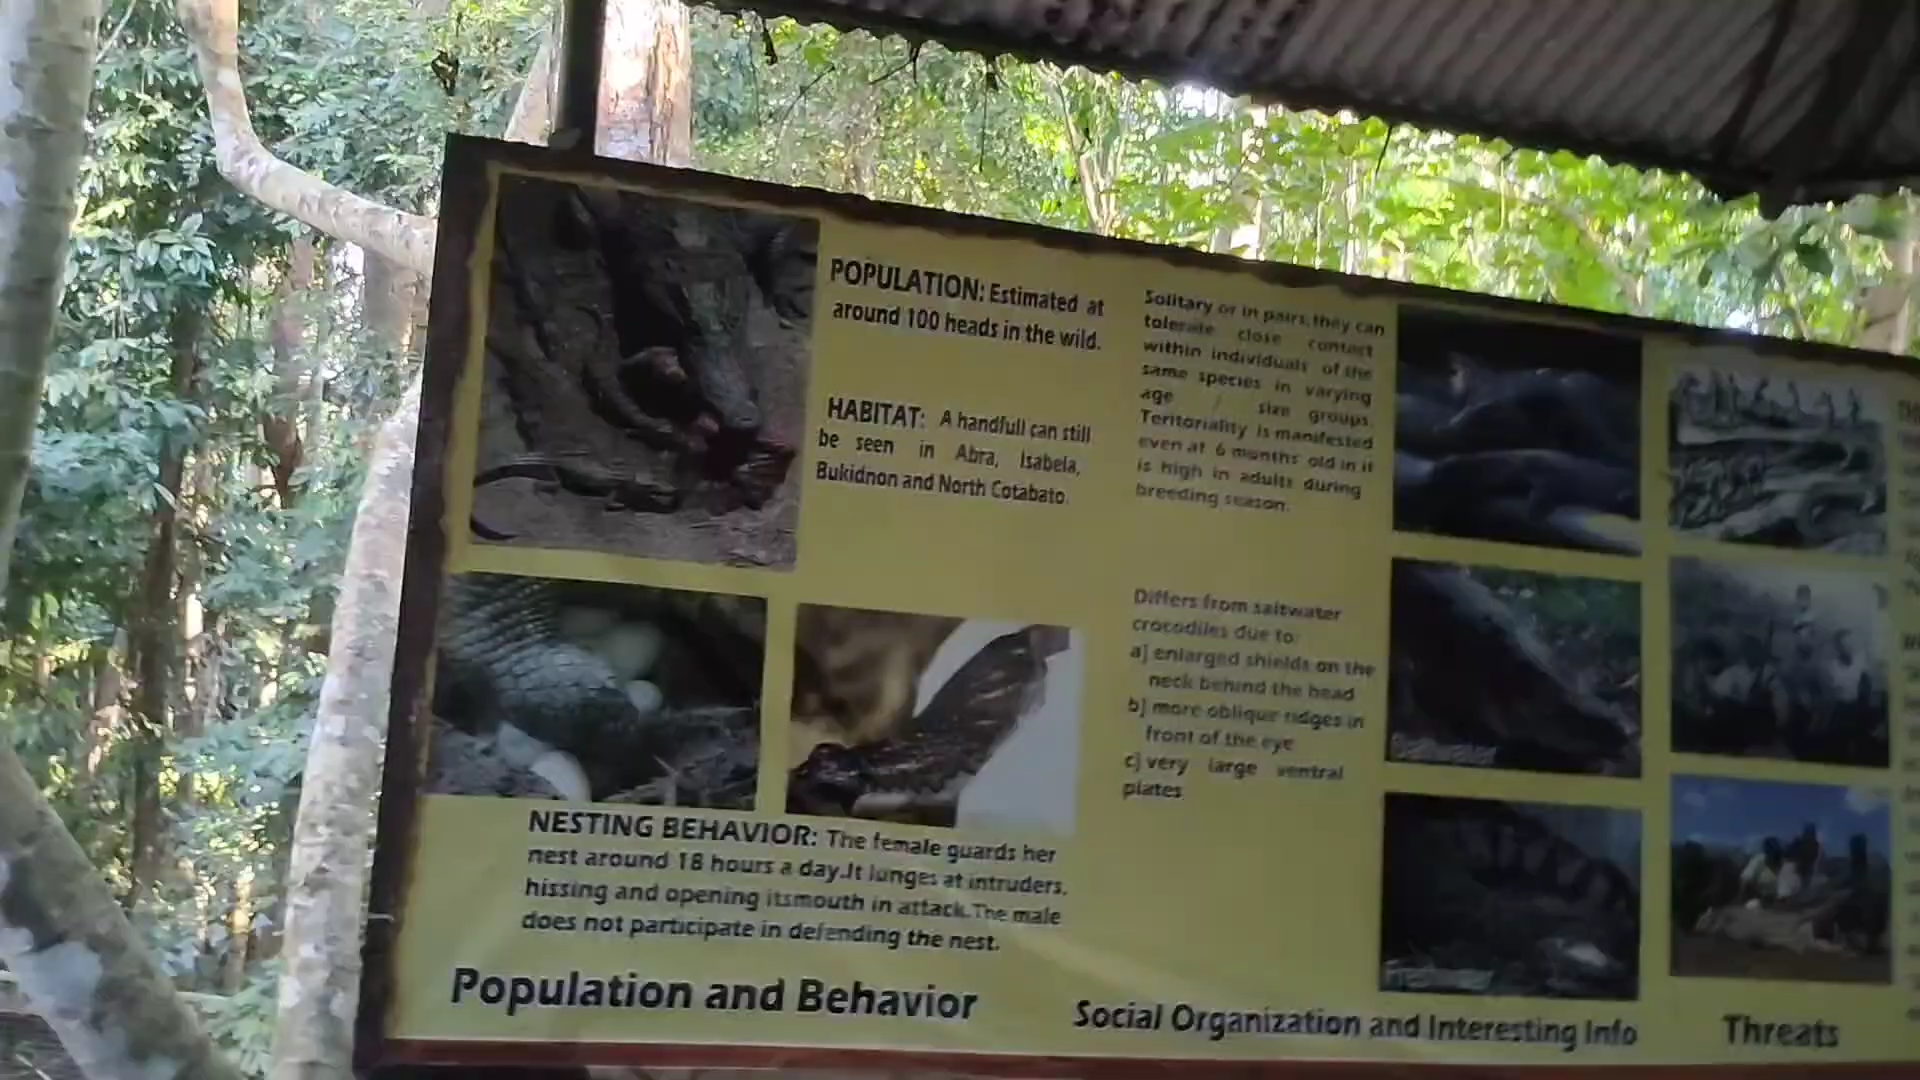 POPULATION: Estimated at
around 100 heads in the wild.
HABITAT: A handfull can still
be seen in Abra, Isabela,
Bukidnon and North Cotabato.
NESTING BEHAVIOR: The female guards her
nest around 18 hours a day.It lunges at intruders,
hissing and opening itsmouth in attack.The male
does not participate in defending the nest.
Population and Behavior
Solitary or in pairs, they can
tolerate close contact
within individuals of the
same species in varying
age / size groups.
Teritoriality is manifested
even at 6 months old in it
is high in adults during
breeding season.
Differs from saltwater
crocodiles due to:
a] enlarged shields on the
neck behind the head
b] more oblique ridges in
front of the eye
c] very large ventral
plates
Saltwater
Freshwater
Social Organization and Interesting Info
Threats